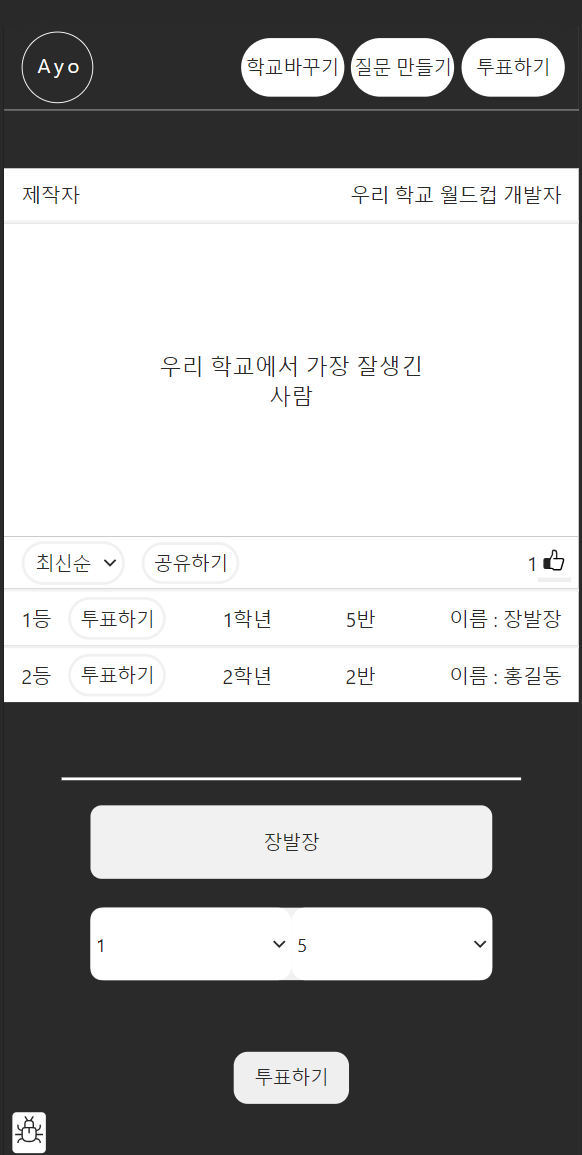 Ayo 학교바꾸기 질문 만들기 투표하기
제작자 우리 학교 월드컵 개발자
우리 학교에서 가장 잘생긴
사람
최신순 공유하기 1
1등 투표하기 1학년 5반 이름 : 장발장
2등 투표하기 2학년 2반 이름 : 홍길동
장발장
1 5
투표하기